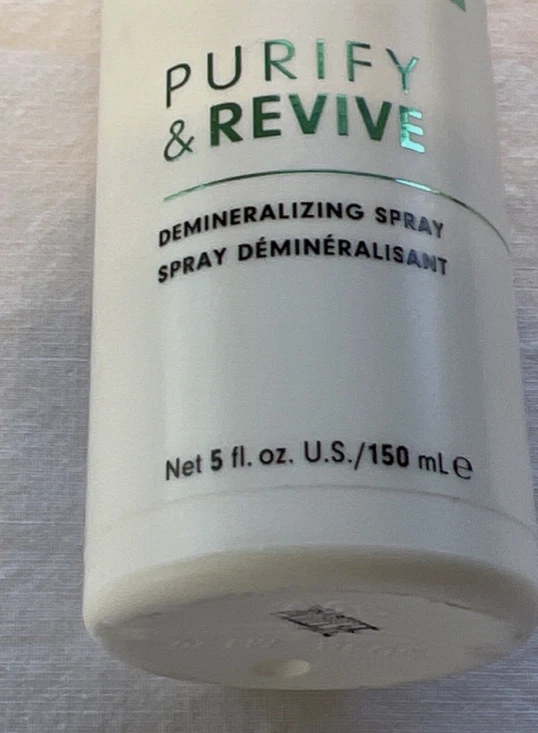 PURIFY
& REVIVE
DEMINERALIZING SPRAY
SPRAY DÉMINÉRALISANT
Net 5 fl. oz. U.S./150 mL ℮